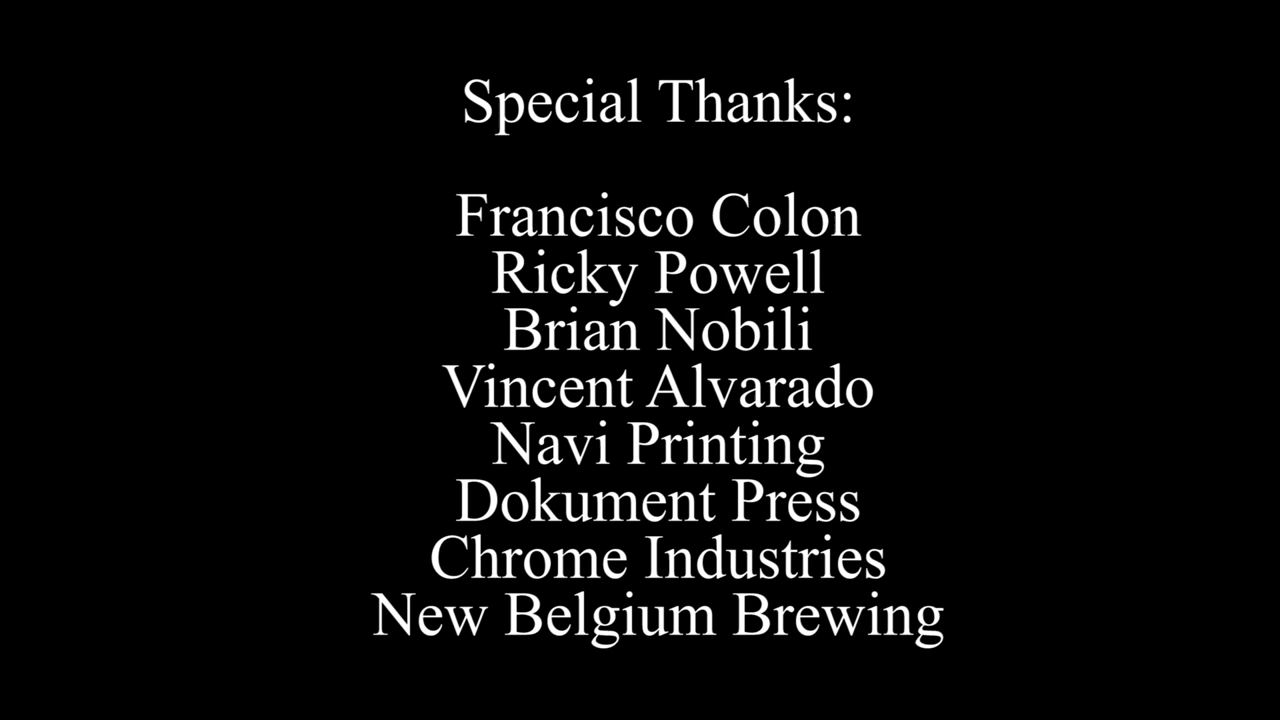 Special Thanks:
Francisco Colon
Ricky Powell
Brian Nobili
Vincent Alvarado
Navi Printing
Dokument Press
Chrome Industries
New Belgium Brewing